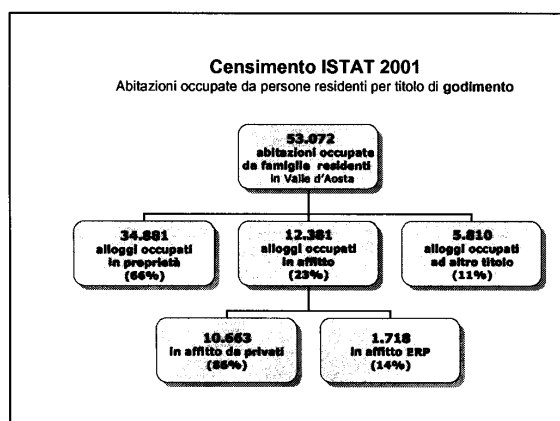 Censimento ISTAT 2001
Abitazioni occupate da persone residenti per titolo di godimento
53.072
abitazioni occupate
da famiglie residenti
in Valle d'Aosta
34.881
alloggi occupati
in proprietà
(66%)
12.381
alloggi occupati
in affitto
(23%)
5.810
alloggi occupati
ad altro titolo
(11%)
10.663
in affitto da privati
(86%)
1.718
in affitto ERP
(14%)